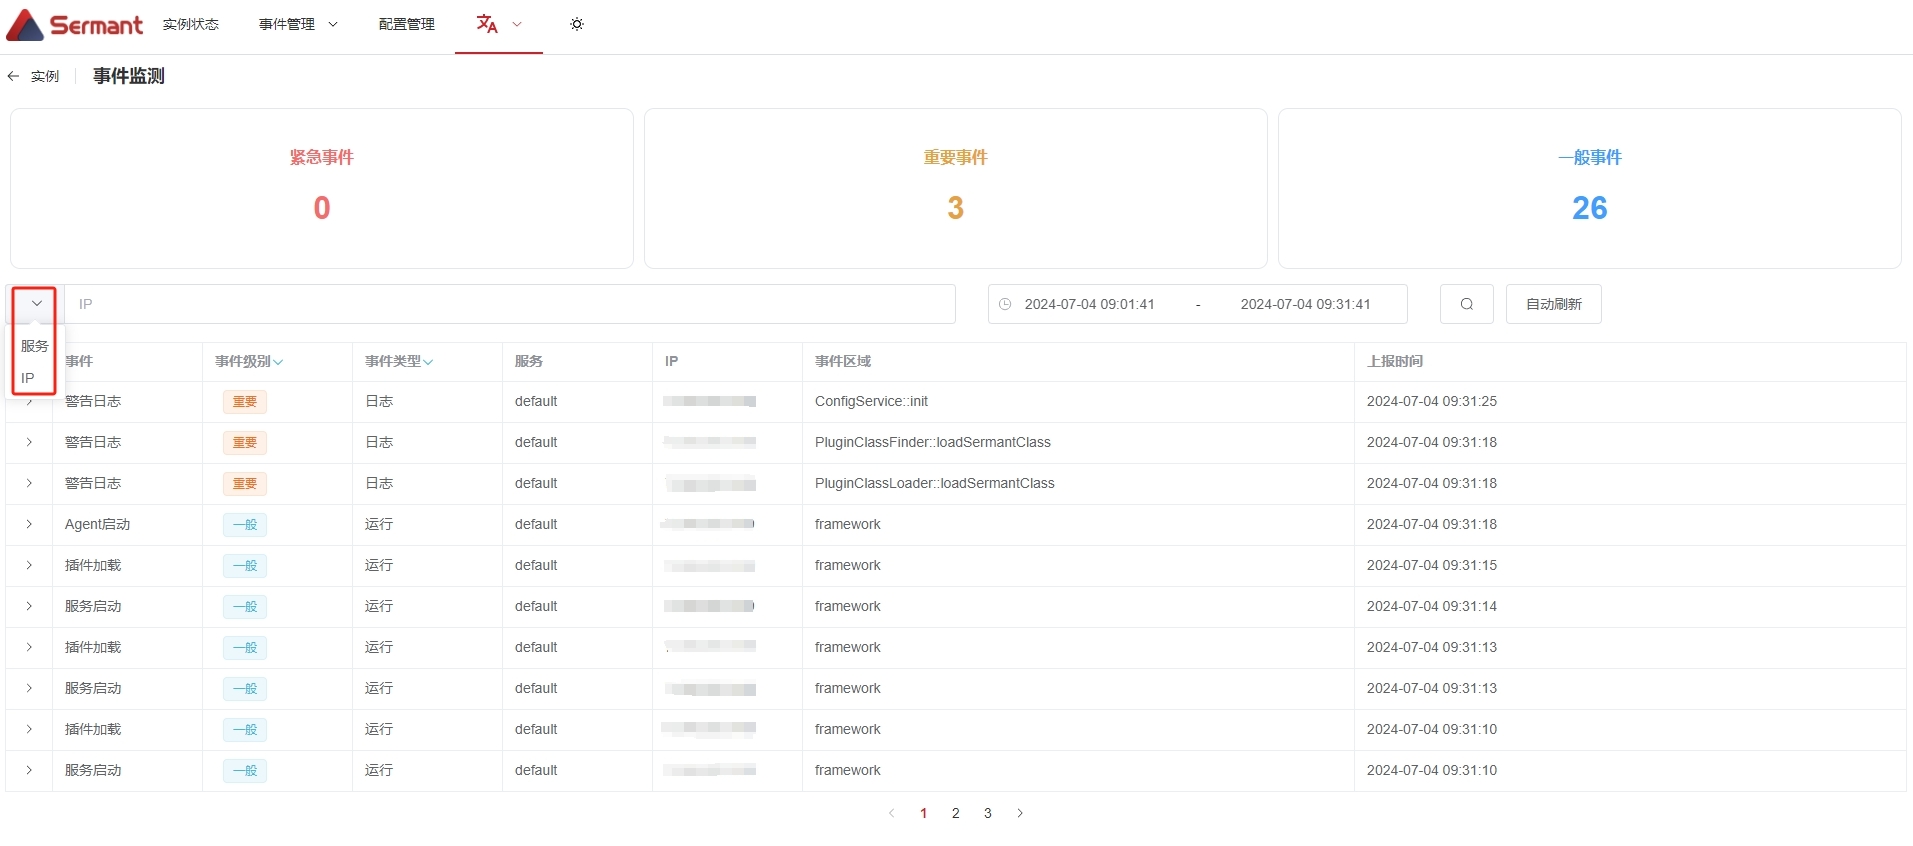 Sermant 实例状态 事件管理 配置管理
实例 事件监测
紧急事件 重要事件 一般事件
0 3 26
IP 2024-07-04 09:01:41 - 2024-07-04 09:31:41 自动刷新
服务
IP
事件 事件级别 事件类型 服务 IP 事件区域 上报时间
警告日志 重要 日志 default ConfigService::init 2024-07-04 09:31:25
警告日志 重要 日志 default PluginClassFinder::loadSermantClass 2024-07-04 09:31:18
警告日志 重要 日志 default PluginClassLoader::loadSermantClass 2024-07-04 09:31:18
Agent启动 一般 运行 default framework 2024-07-04 09:31:18
插件加载 一般 运行 default framework 2024-07-04 09:31:15
服务启动 一般 运行 default framework 2024-07-04 09:31:14
插件加载 一般 运行 default framework 2024-07-04 09:31:13
服务启动 一般 运行 default framework 2024-07-04 09:31:13
插件加载 一般 运行 default framework 2024-07-04 09:31:10
服务启动 一般 运行 default framework 2024-07-04 09:31:10
1 2 3